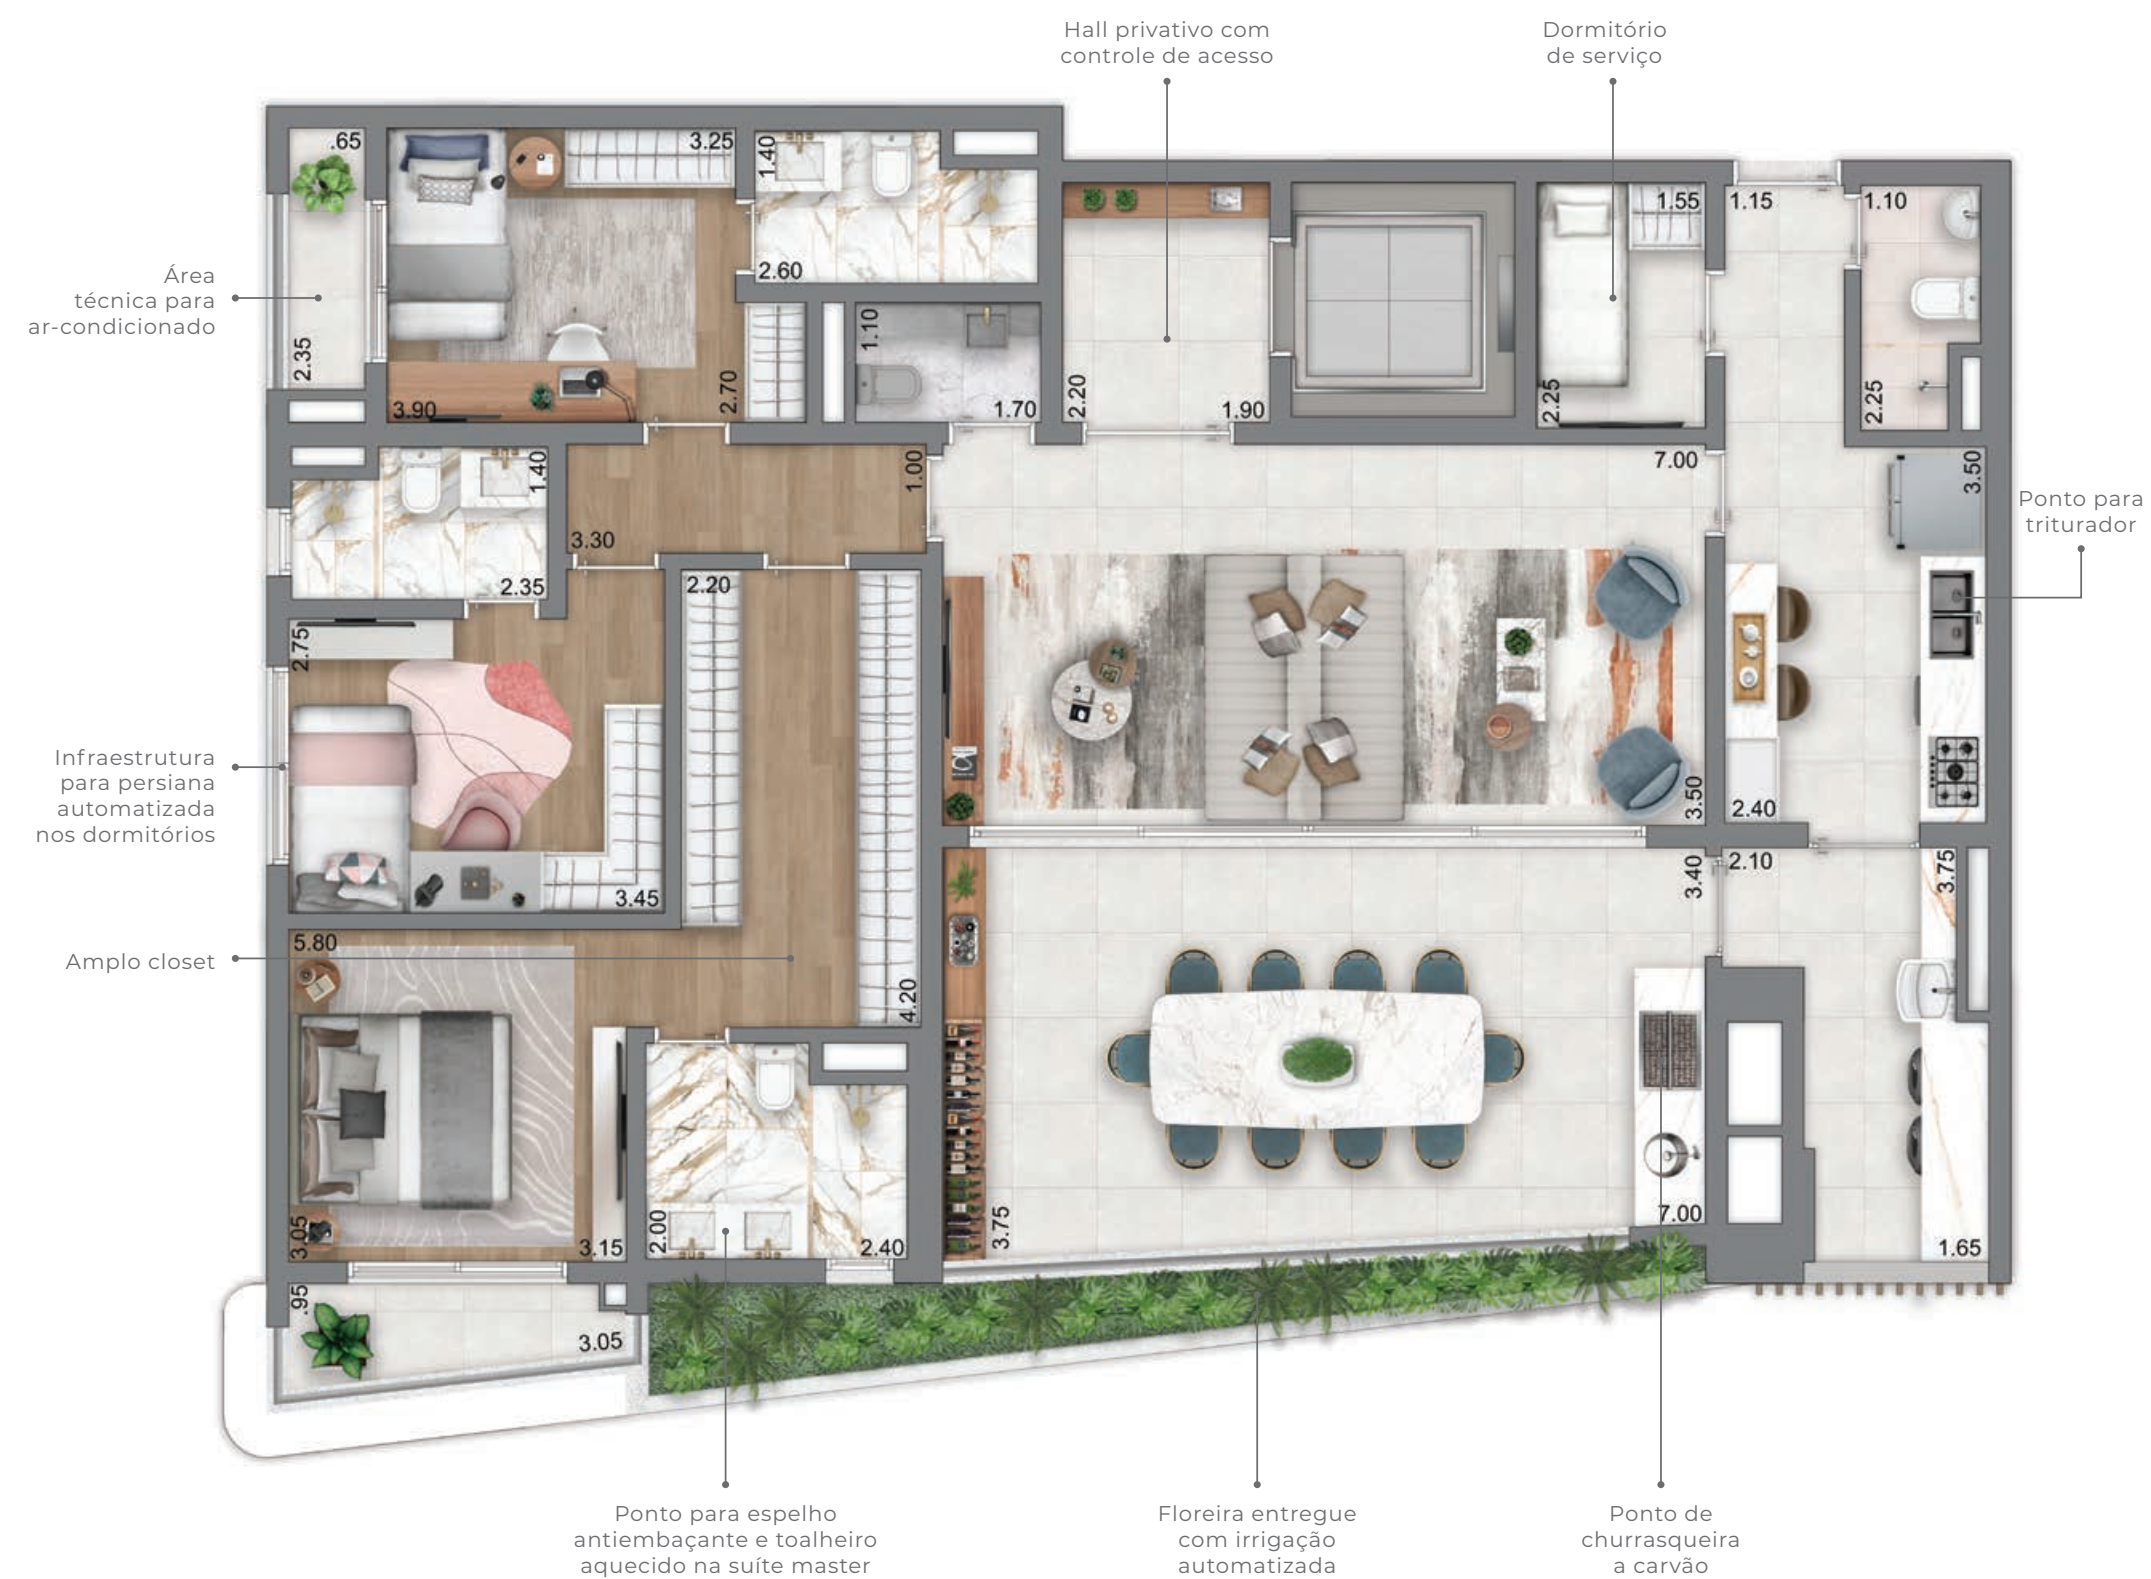 Hall privativo com
controle de acesso
Dormitório
de serviço
.65
3.25
1.40
2.60
1.55
1.15
1.10
Área
técnica para
ar-condicionado
2.35
3.90
2.70
1.10
1.70
2.20
1.90
2.25
2.25
1.40
2.35
3.30
1.00
7.00
3.50
Ponto para
triturador
2.75
2.20
3.45
3.50
2.40
Infraestrutura
para persiana
automatizada
nos dormitórios
Amplo closet
5.80
4.20
3.40
2.10
3.75
3.05
3.15
2.00
2.40
3.75
7.00
1.65
.95
3.05
Ponto para espelho
antiembaçante e toalheiro
aquecido na suíte master
Floreira entregue
com irrigação
automatizada
Ponto de
churrasqueira
a carvão